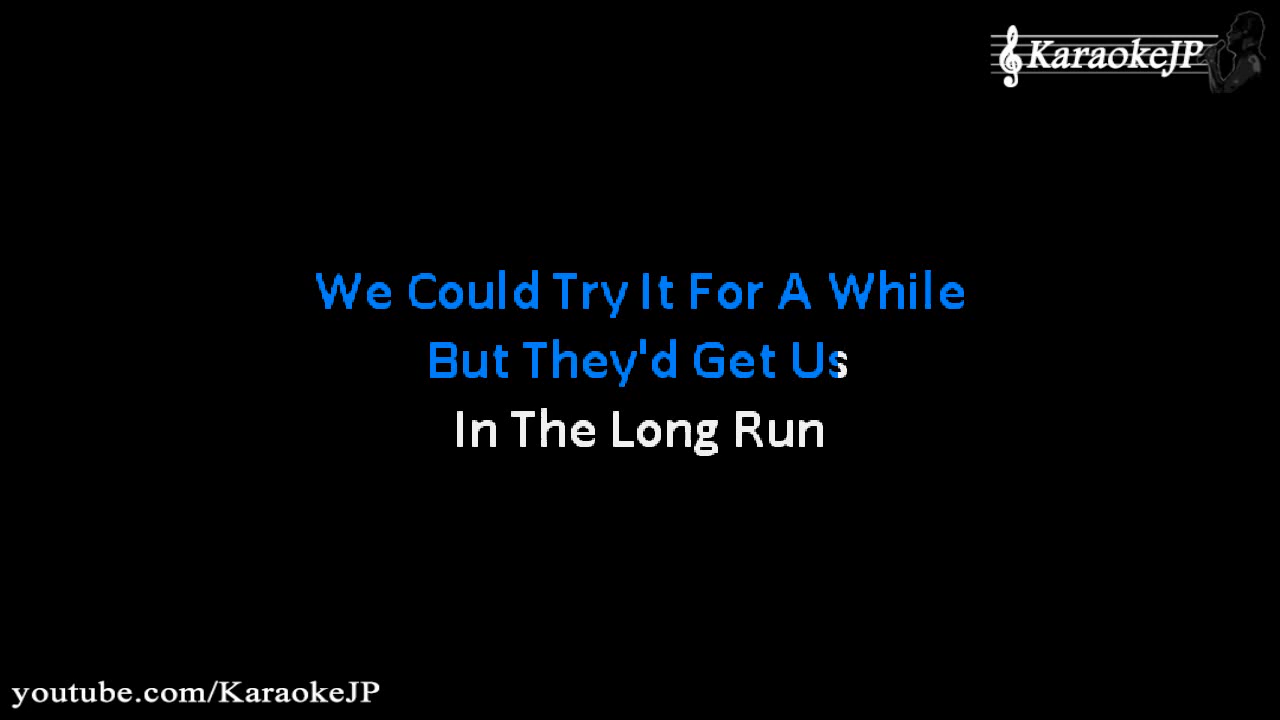 KaraokeJP
We Could Try It For A While
But They'd Get Us
In The Long Run
youtube.com/KaraokeJP